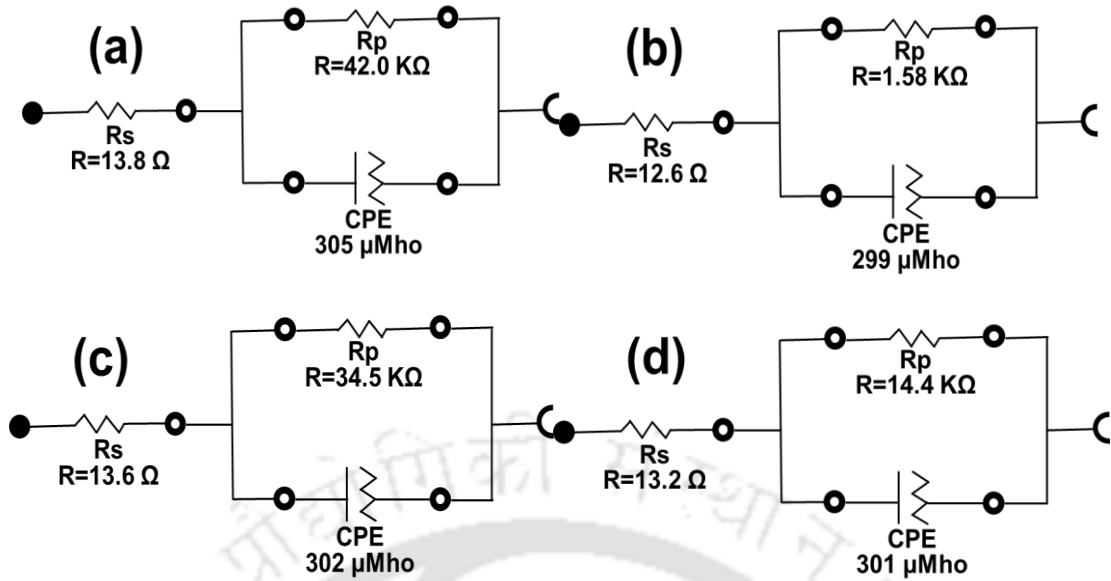 (a)
Rp
R=42.0 KΩ
Rs
R=13.8 Ω
CPE
305 µMho
(b)
Rp
R=1.58 KΩ
Rs
R=12.6 Ω
CPE
299 µMho
(c)
Rp
R=34.5 KΩ
Rs
R=13.6 Ω
CPE
302 µMho
(d)
Rp
R=14.4 KΩ
Rs
R=13.2 Ω
CPE
301 µMho